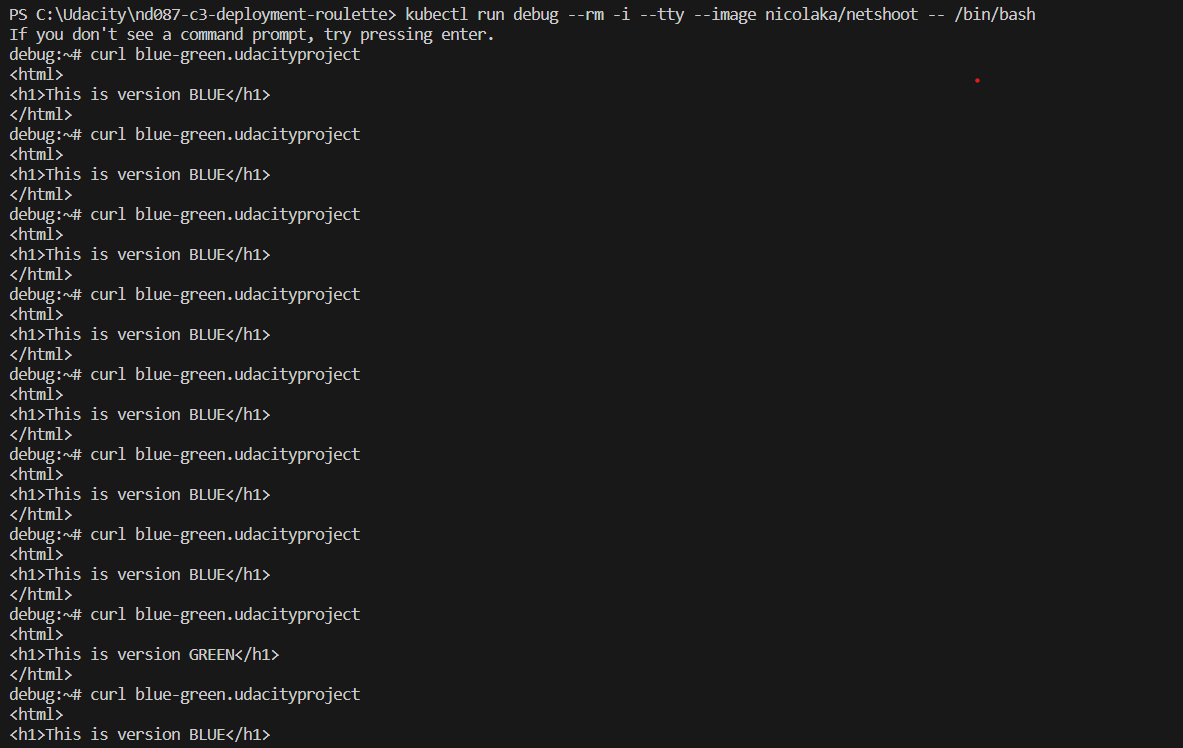 PS C:\Udacity\nd087-c3-deployment-roulette> kubectl run debug --rm -i --tty --image nicolaka/netshoot -- /bin/bash
If you don't see a command prompt, try pressing enter.
debug:~# curl blue-green.udacityproject
<html>
<h1>This is version BLUE</h1>
</html>
debug:~# curl blue-green.udacityproject
<html>
<h1>This is version BLUE</h1>
</html>
debug:~# curl blue-green.udacityproject
<html>
<h1>This is version BLUE</h1>
</html>
debug:~# curl blue-green.udacityproject
<html>
<h1>This is version BLUE</h1>
</html>
debug:~# curl blue-green.udacityproject
<html>
<h1>This is version BLUE</h1>
</html>
debug:~# curl blue-green.udacityproject
<html>
<h1>This is version BLUE</h1>
</html>
debug:~# curl blue-green.udacityproject
<html>
<h1>This is version BLUE</h1>
</html>
debug:~# curl blue-green.udacityproject
<html>
<h1>This is version GREEN</h1>
</html>
debug:~# curl blue-green.udacityproject
<html>
<h1>This is version BLUE</h1>